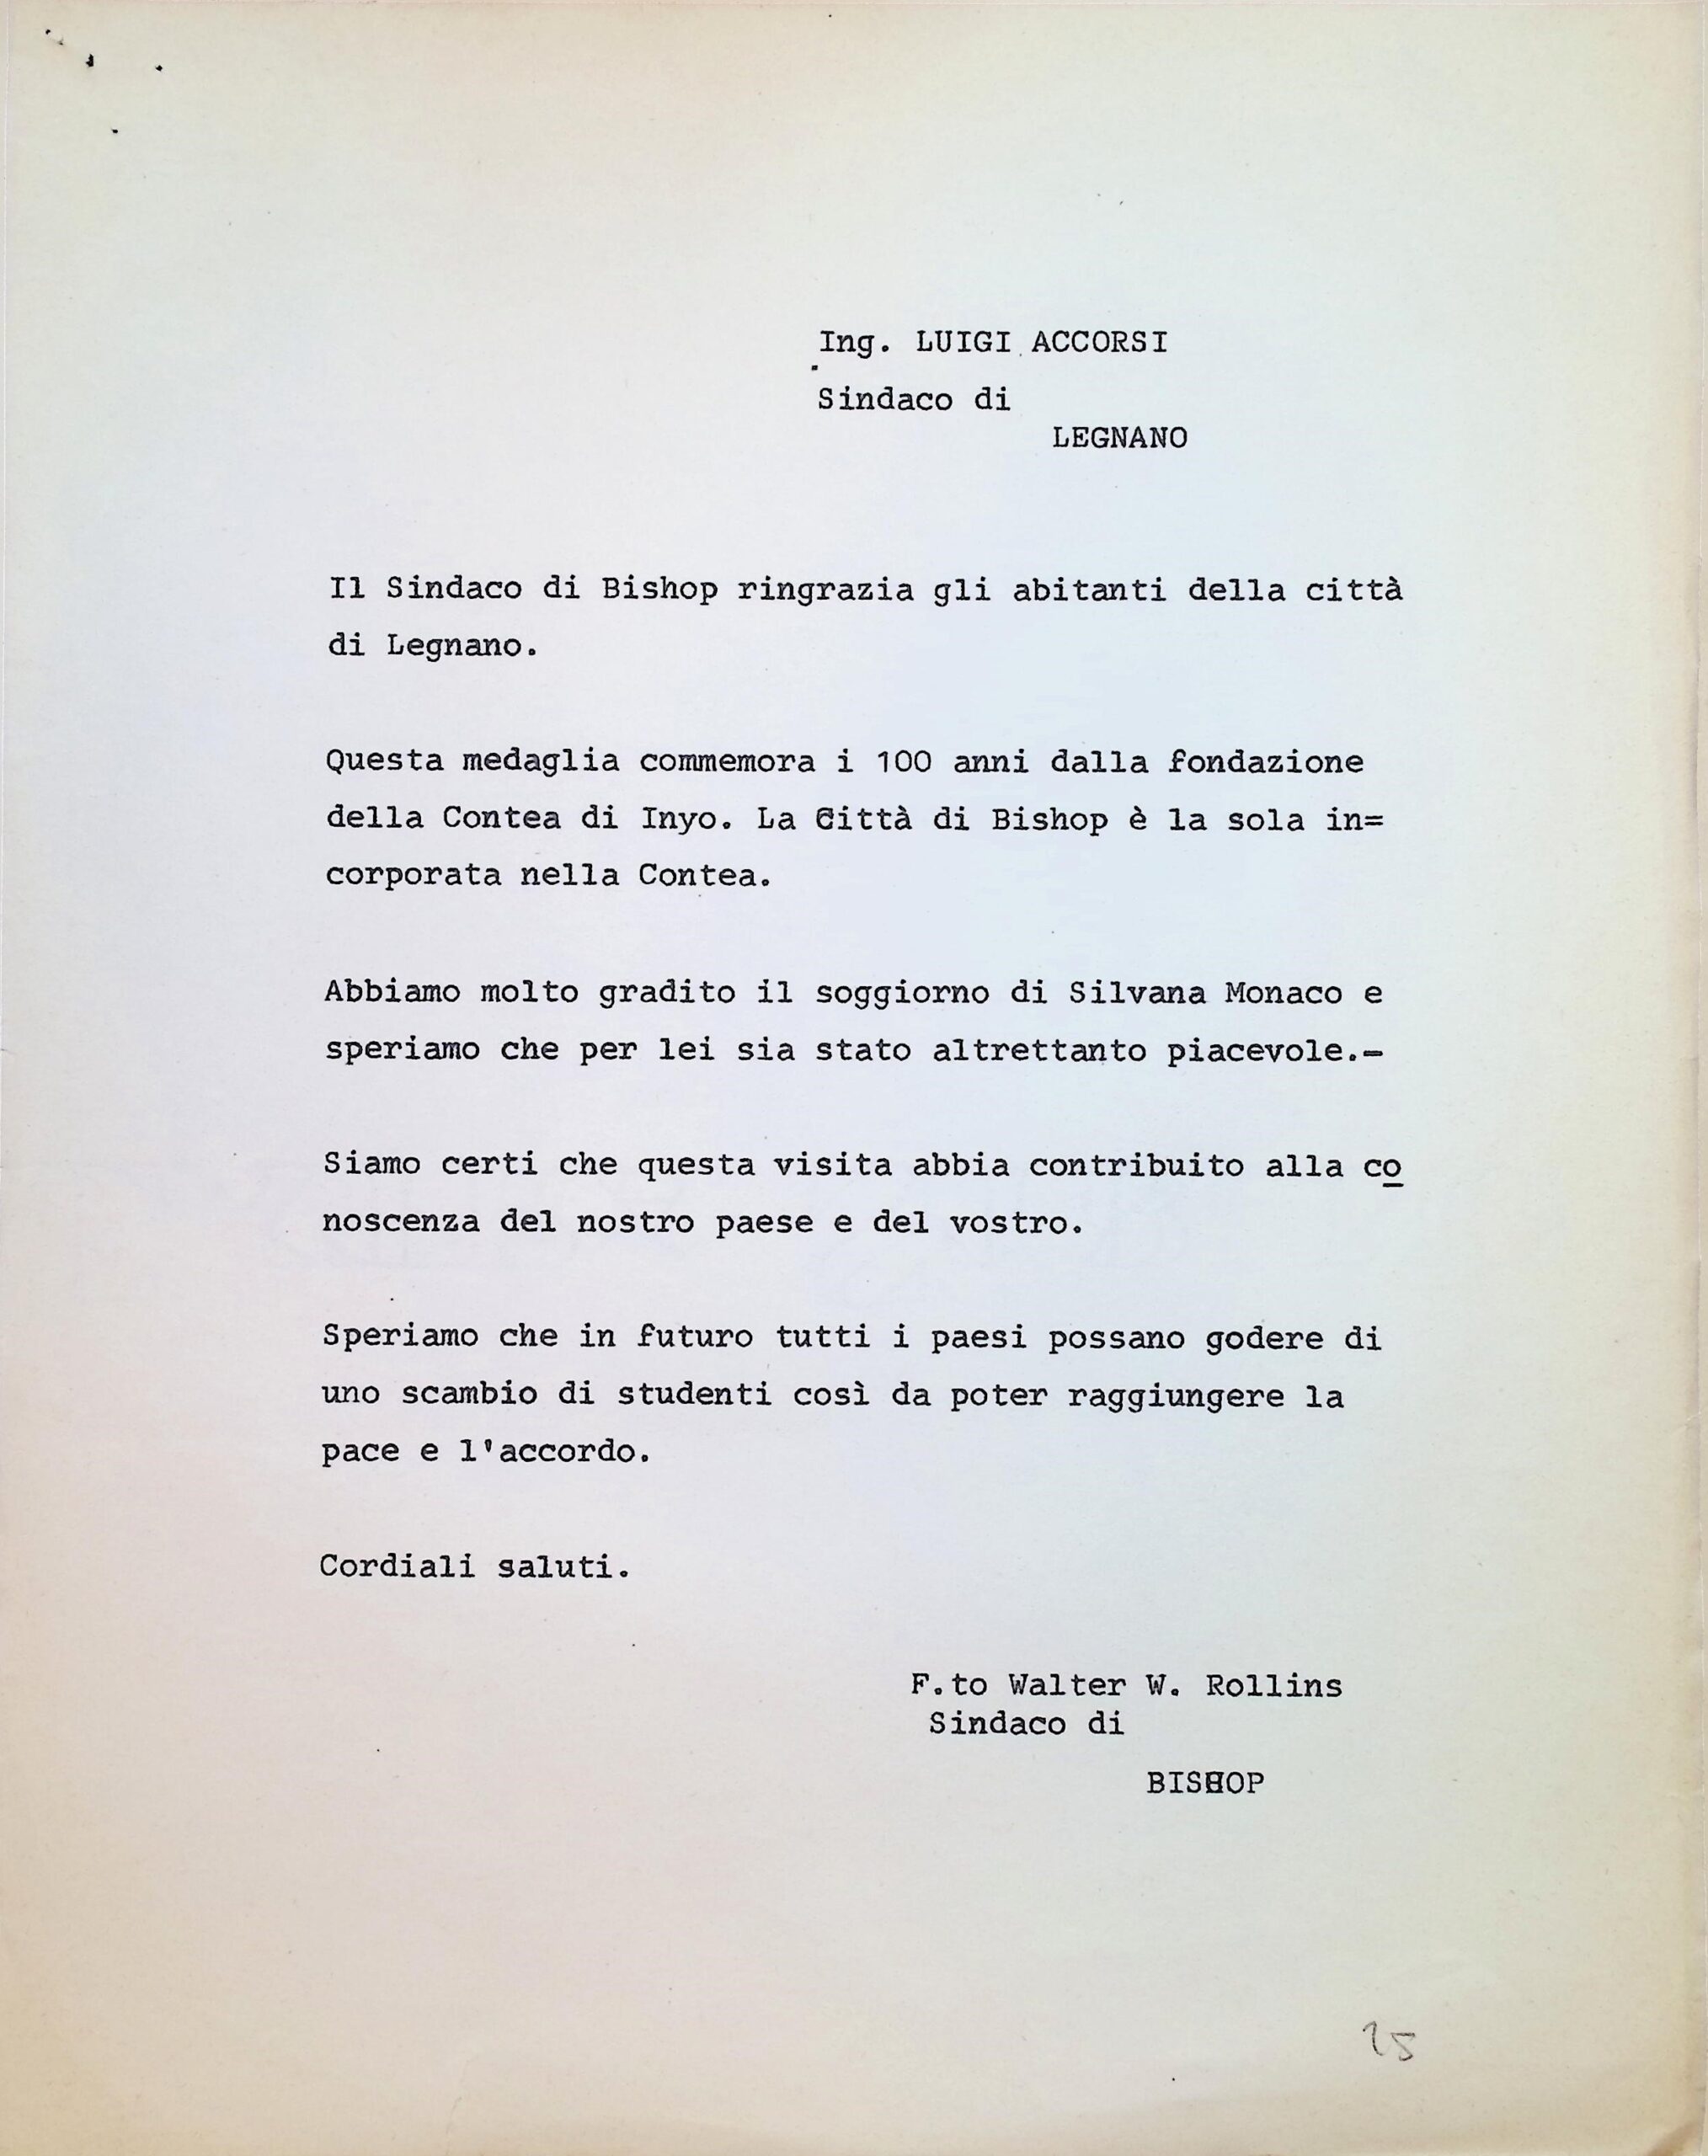 Ing. LUIGI ACCORSI
Sindaco di
LEGNANO
Il Sindaco di Bishop ringrazia gli abitanti della città
di Legnano.
Questa medaglia commemora i 100 anni dalla fondazione
della Contea di Inyo. La Città di Bishop è la sola in=
corporata nella Contea.
Abbiamo molto gradito il soggiorno di Silvana Monaco e
speriamo che per lei sia stato altrettanto piacevole.-
Siamo certi che questa visita abbia contribuito alla co
noscenza del nostro paese e del vostro.
Speriamo che in futuro tutti i paesi possano godere di
uno scambio di studenti così da poter raggiungere la
pace e l'accordo.
Cordiali saluti.
F.to Walter W. Rollins
Sindaco di
BISHOP
25